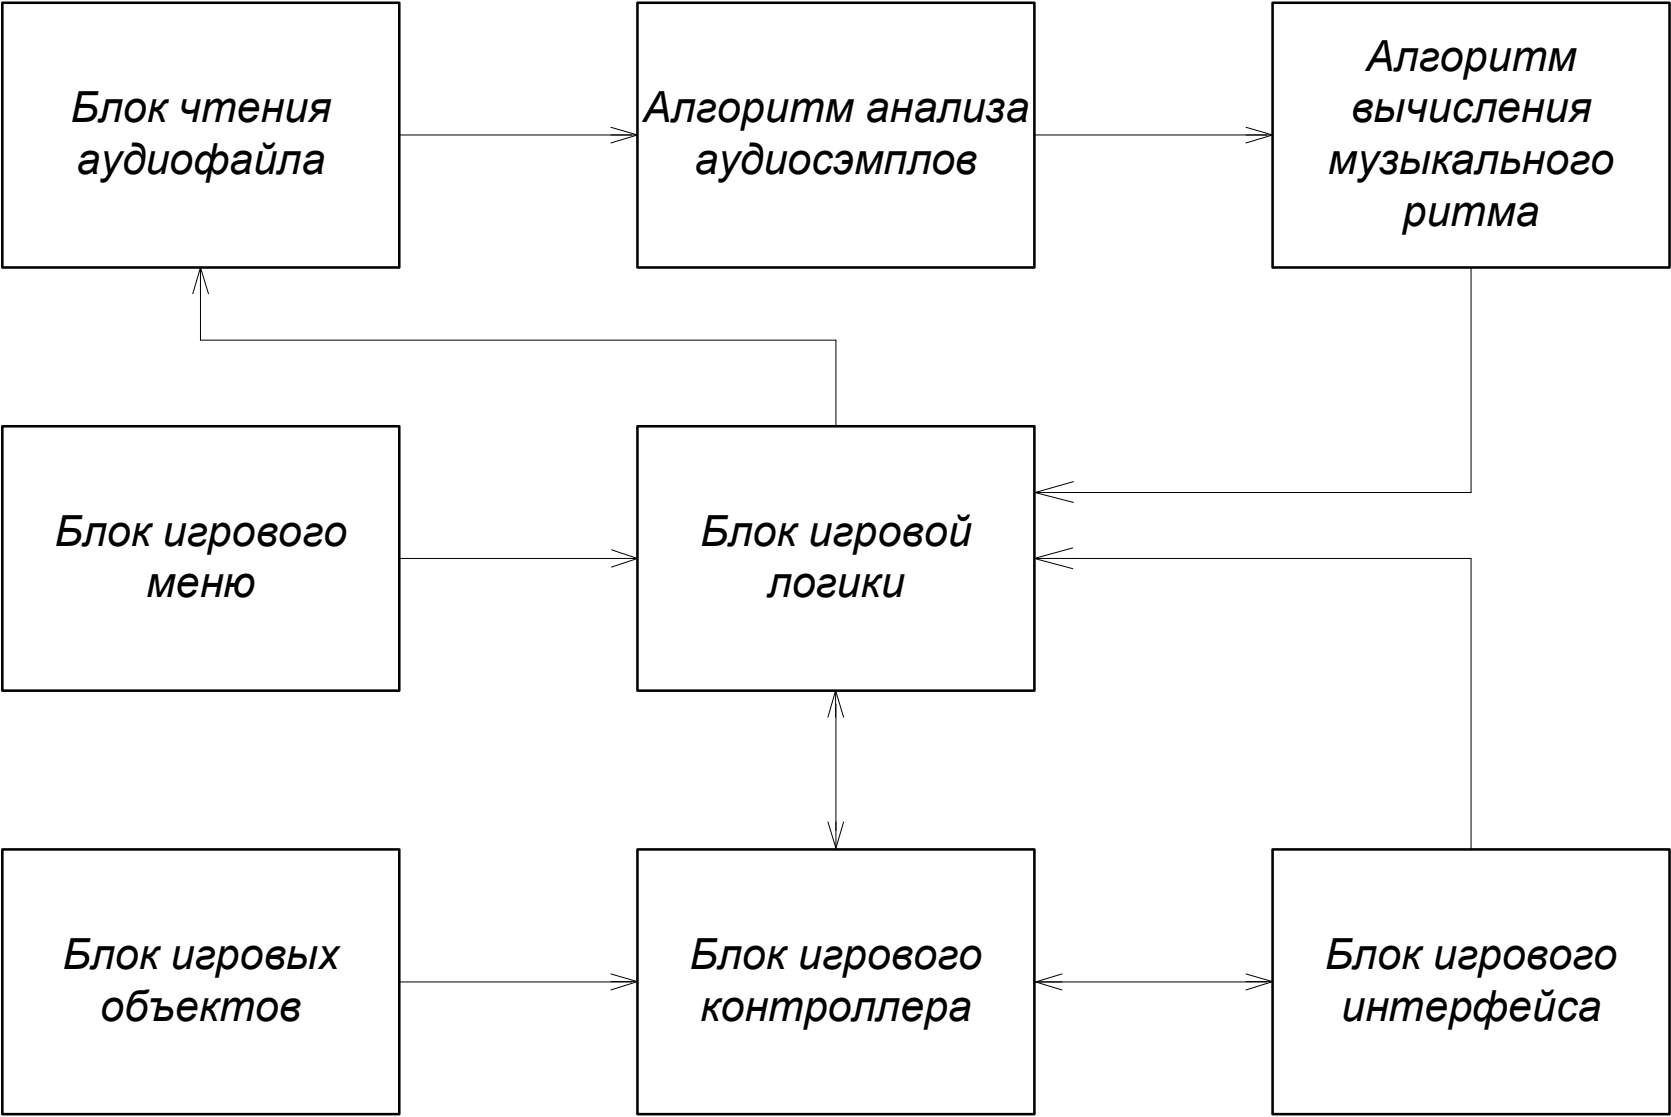 Блок чтения
аудиофайла
Алгоритм анализа
аудиосэмплов
Алгоритм
вычисления
музыкального
ритма
Блок игрового
меню
Блок игровой
логики
Блок игровых
объектов
Блок игрового
контроллера
Блок игрового
интерфейса